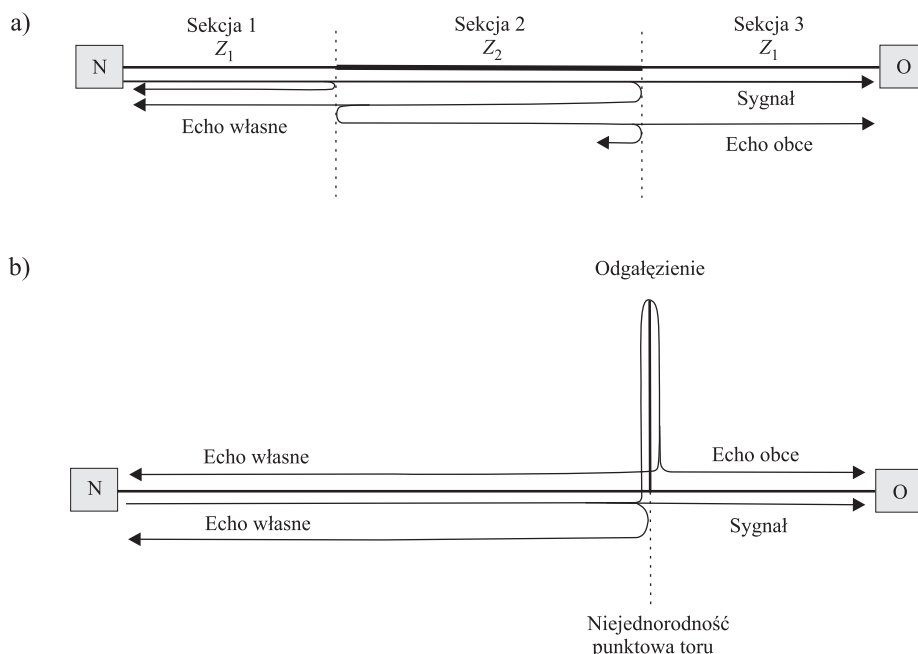 a)
Sekcja 1
Z1
Sekcja 2
Z2
Sekcja 3
Z1
N
O
Sygnał
Echo własne
Echo obce
b)
Odgałęzienie
Echo własne
Echo obce
N
O
Echo własne
Sygnał
Niejednorodność
punktowa toru